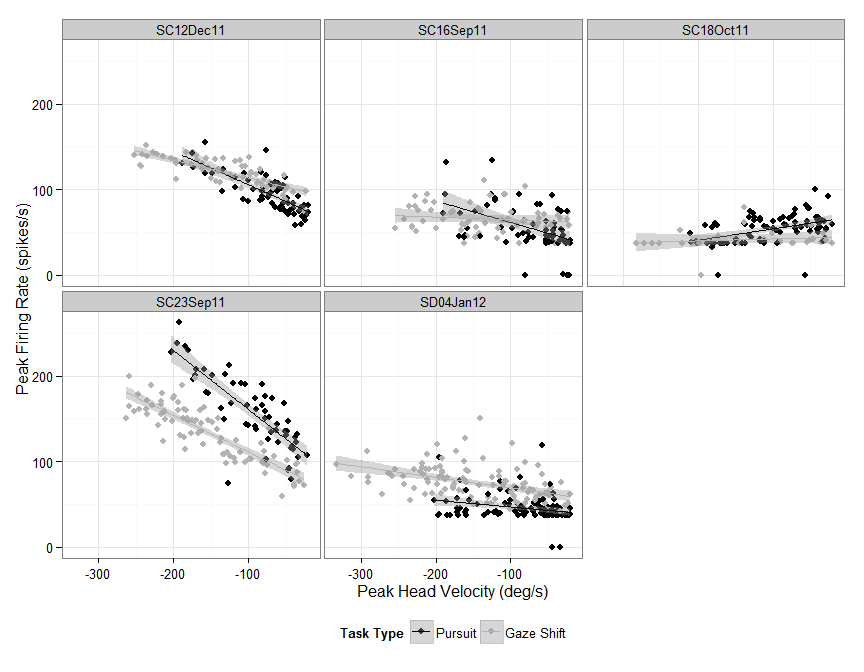 SC12Dec11 SC16Sep11 SC18Oct11
200
100
0
Peak Firing Rate (spikes/s)
SC23Sep11 SD04Jan12
200
100
0
-300 -200 -100 -300 -200 -100
Peak Head Velocity (deg/s)
Task Type Pursuit Gaze Shift